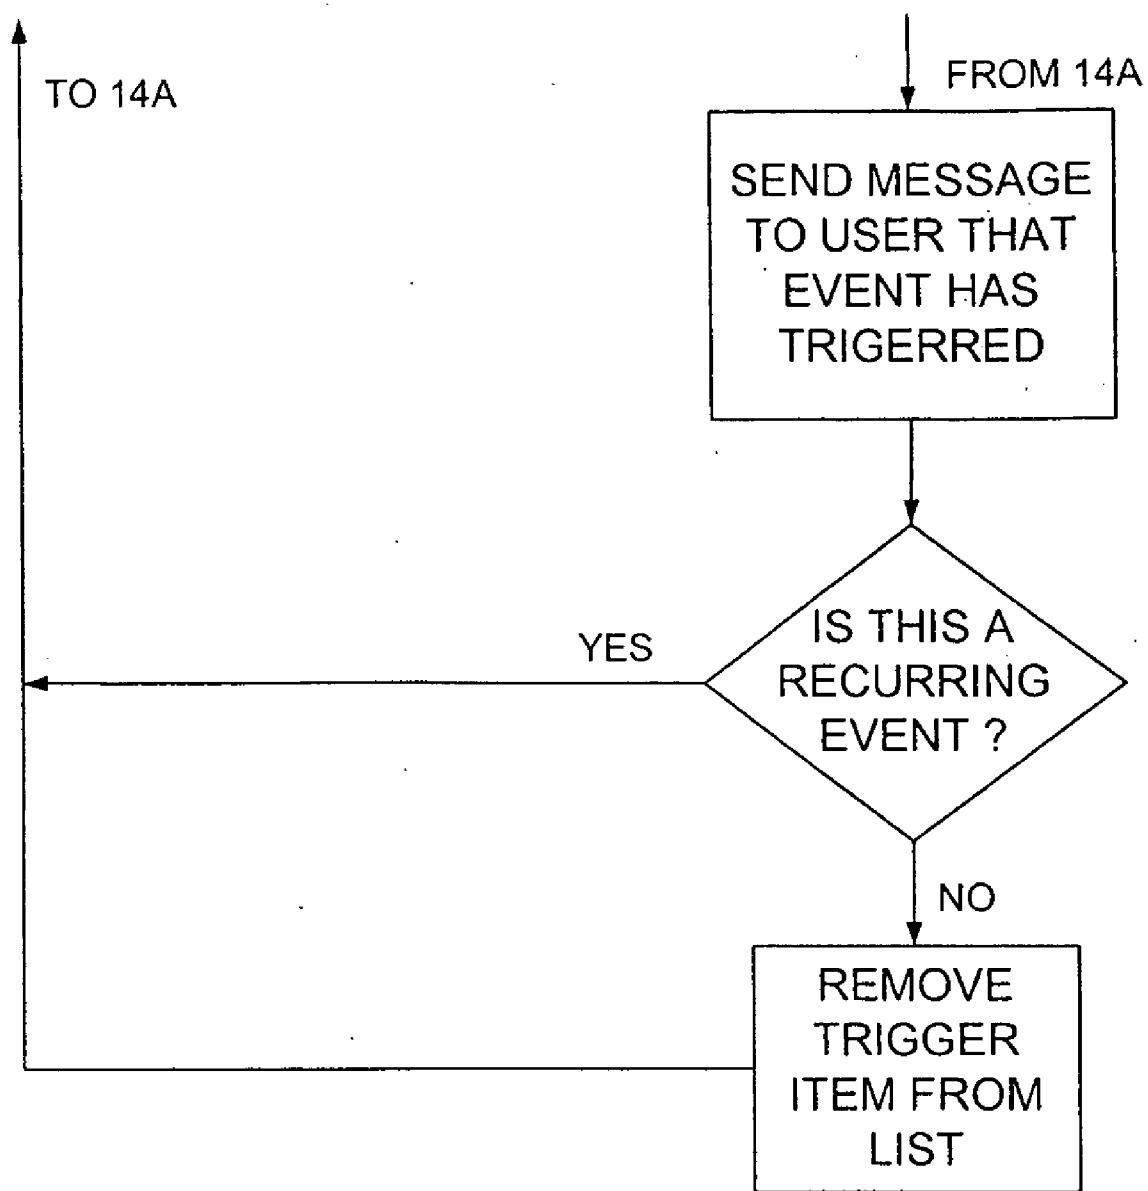 TO 14A
FROM 14A
SEND MESSAGE
TO USER THAT
EVENT HAS
TRIGERRED
YES
IS THIS A
RECURRING
EVENT ?
NO
REMOVE
TRIGGER
ITEM FROM
LIST